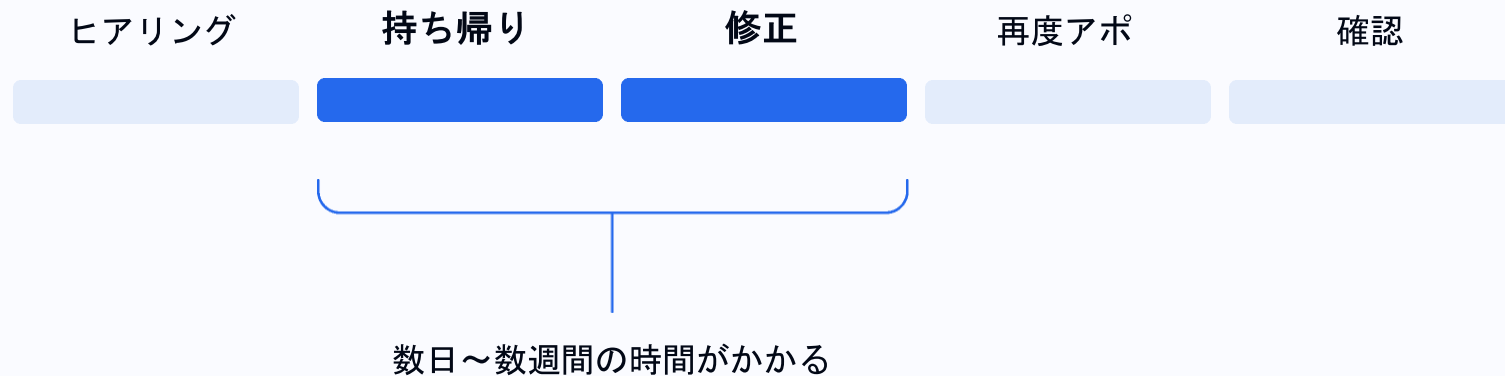 ヒアリング
持ち帰り
修正
再度アポ
確認
数日～数週間の時間がかかる